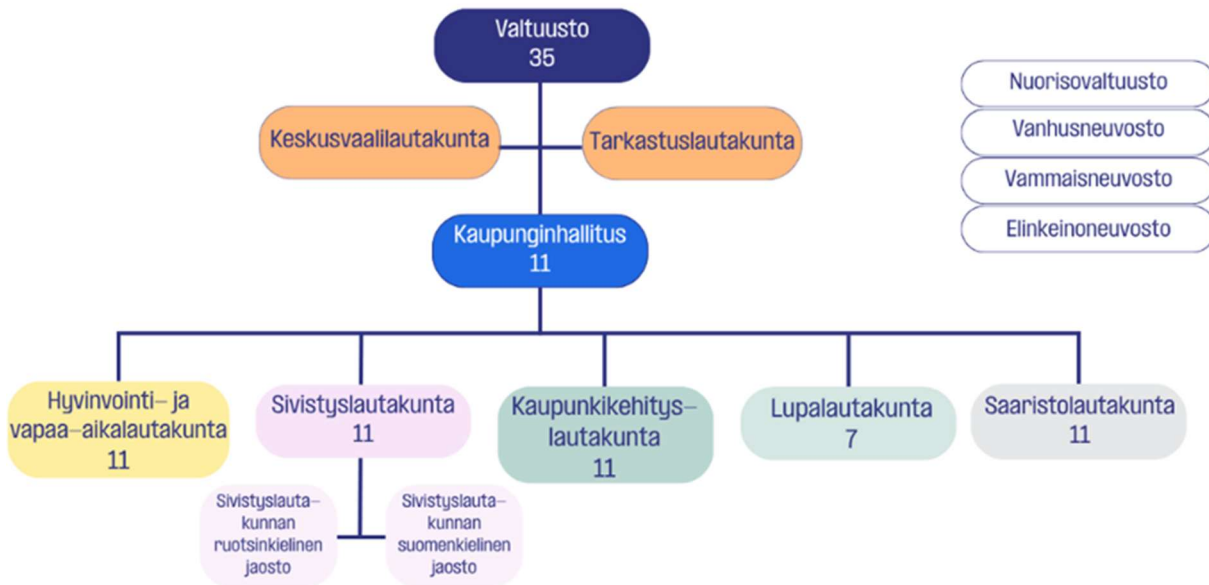 Valtuusto
35
Keskusvaalilautakunta
Tarkastuslautakunta
Kaupunginhallitus
11
Nuorisovaltuusto
Vanhusneuvosto
Vammaisneuvosto
Elinkeinoneuvosto
Hyvinvointi- ja
vapaa-aikalautakunta
11
Sivistyslautakunta
11
Kaupunkikehitys-
lautakunta
11
Lupalautakunta
7
Saaristolautakunta
11
Sivistyslauta-
kunnan
ruotsinkielinen
jaosto
Sivistyslauta-
kunnan
suomenkielinen
jaosto